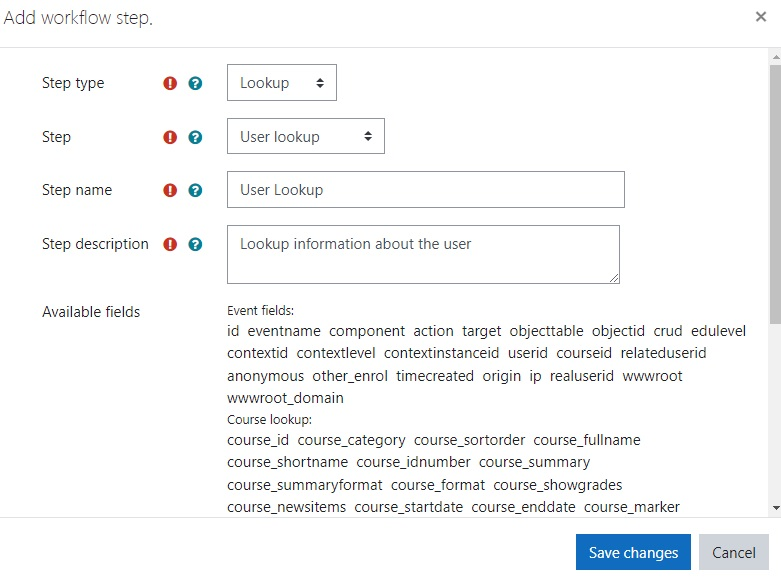 Add workflow step.
Step type Lookup
Step User lookup
Step name User Lookup
Step description Lookup information about the user
Available fields Event fields:
id eventname component action target objecttable objectid crud edulevel
contextid contextlevel contextinstanceid userid courseid relateduserid
anonymous other_enrol timecreated origin ip realuserid wwwroot
wwwroot_domain
Course lookup:
course_id course_category course_sortorder course_fullname
course_shortname course_idnumber course_summary
course_summaryformat course_format course_showgrades
course_newsitems course_startdate course_enddate course_marker
Save changes Cancel